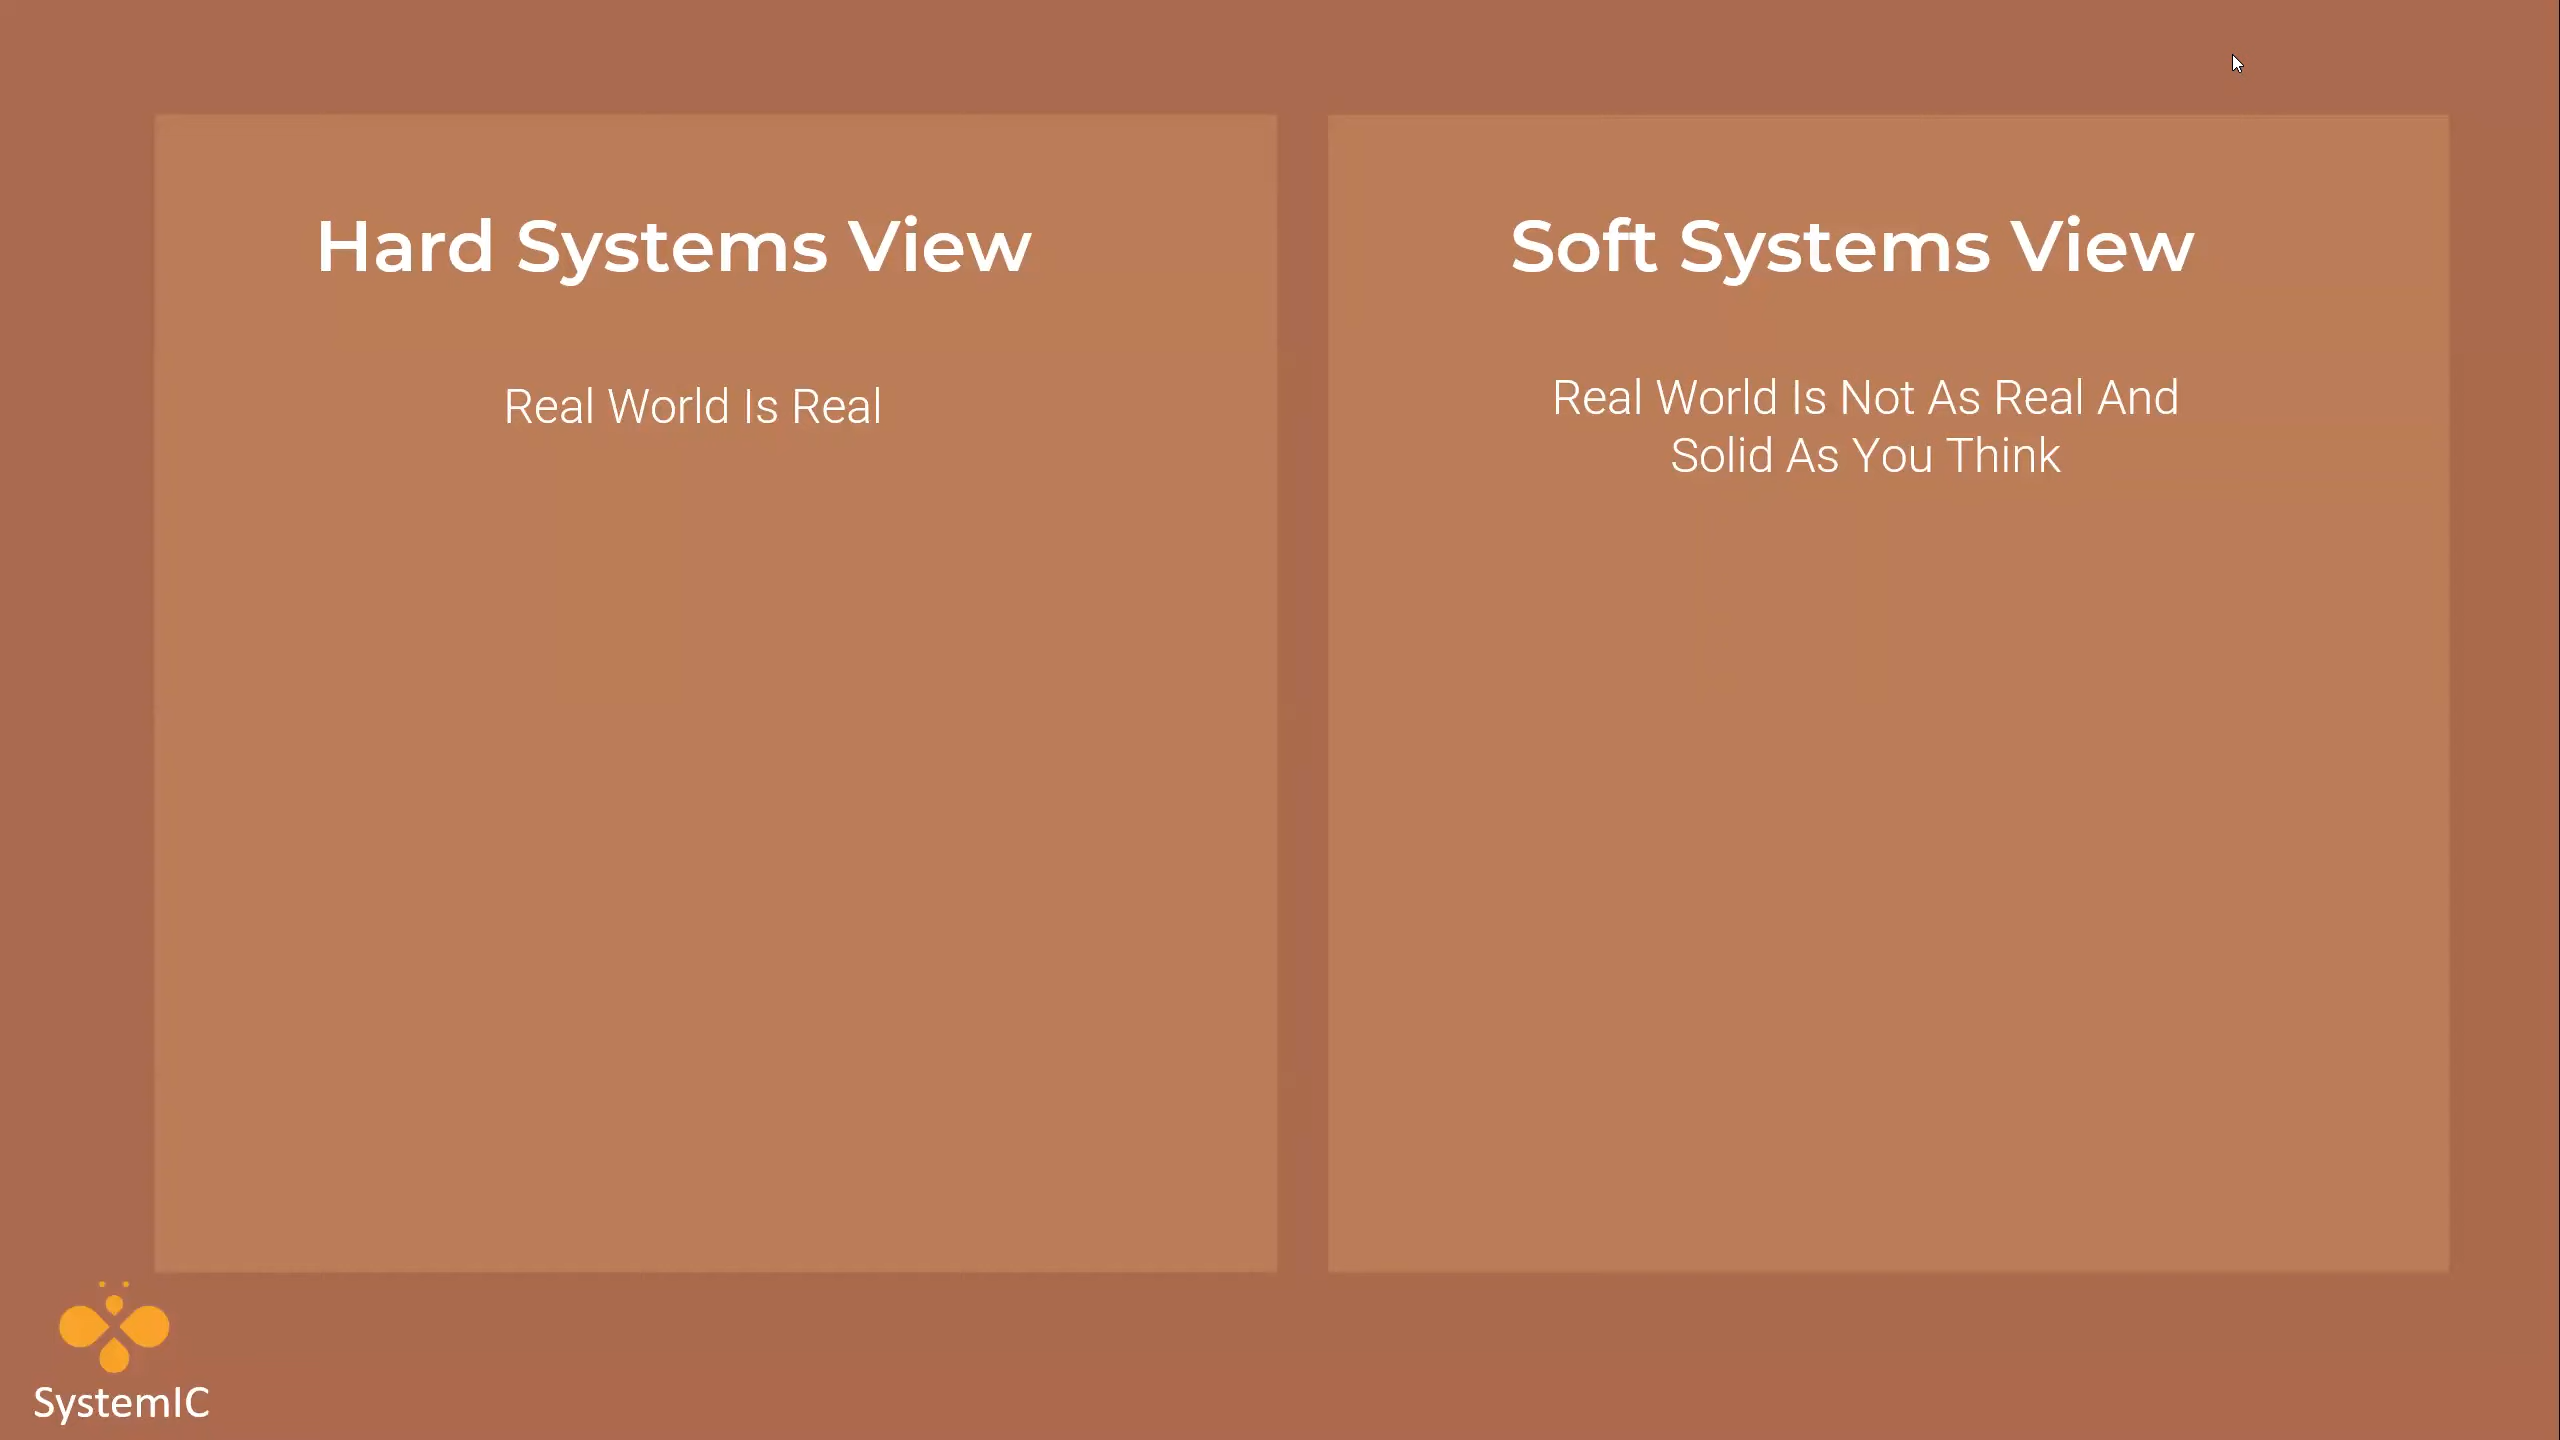 Hard Systems View
Real World Is Real
Soft Systems View
Real World Is Not As Real And
Solid As You Think
SystemIC